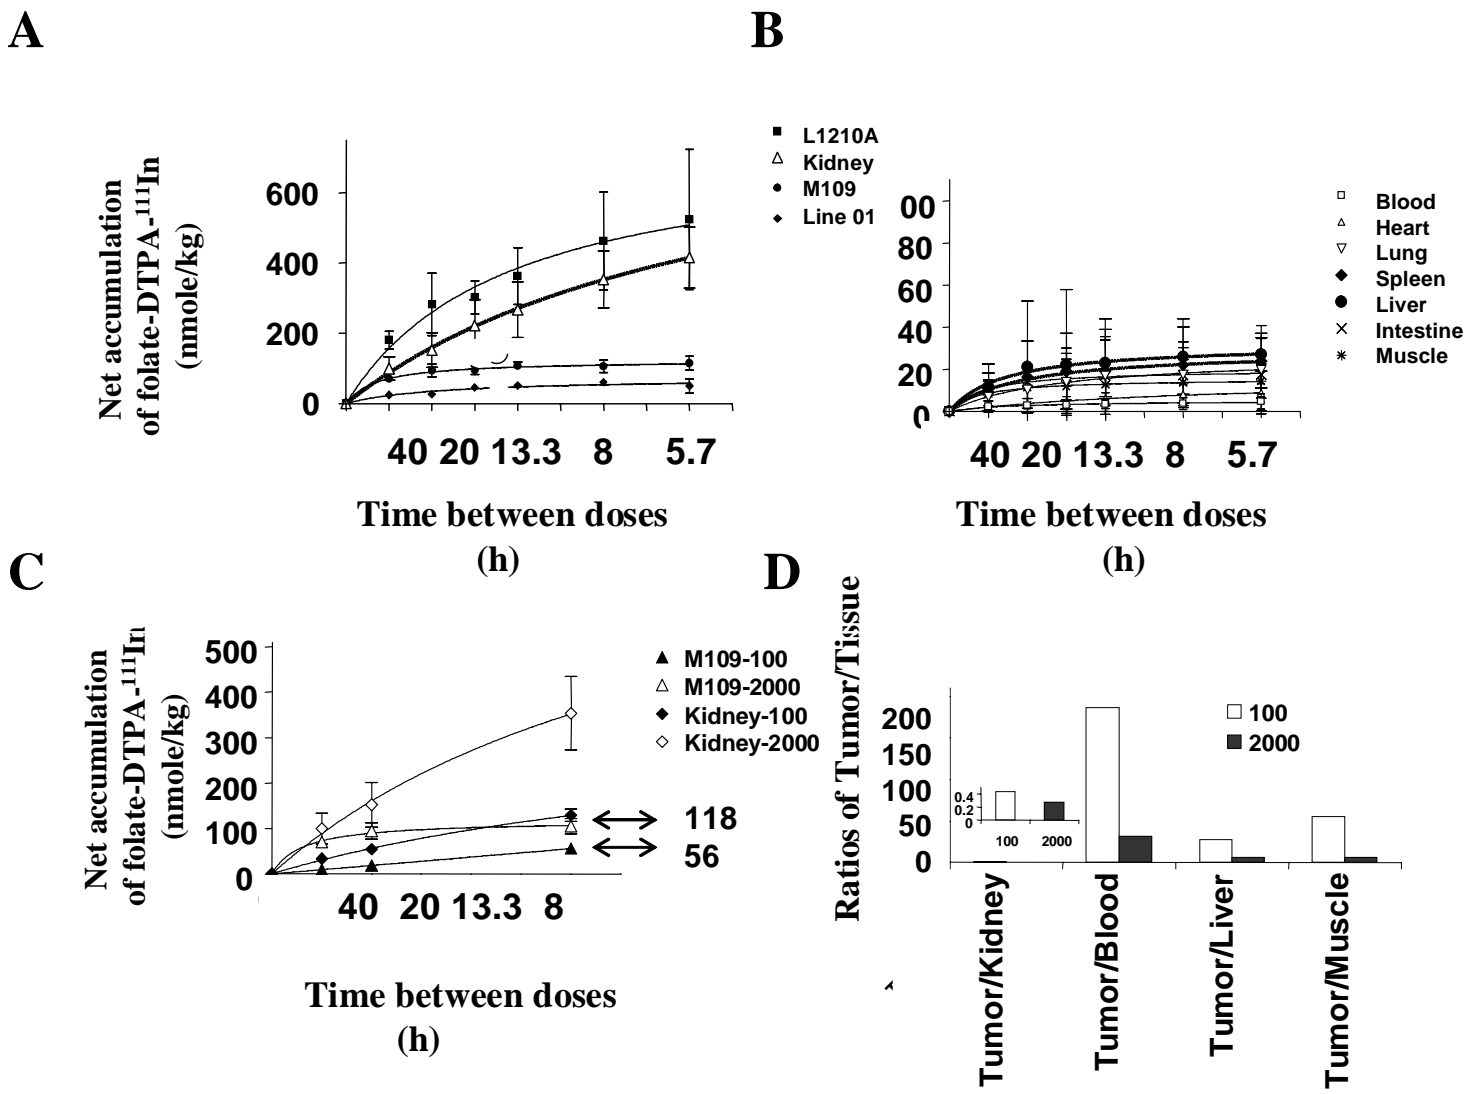 A
Net accumulation
of folate-DTPA-111In
(nmole/kg)
600
400
200
0
40 20 13.3 8 5.7
Time between doses
(h)
L1210A
Kidney
M109
Line 01
B
00
80
60
40
20
0
40 20 13.3 8 5.7
Time between doses
(h)
Blood
Heart
Lung
Spleen
Liver
Intestine
Muscle
C
Net accumulation
of folate-DTPA-111In
(nmole/kg)
500
400
300
200
100
0
40 20 13.3 8
Time between doses
(h)
M109-100
M109-2000
Kidney-100
Kidney-2000
118
56
D
Ratios of Tumor/Tissue
200
150
100
50
0
0.4
0.2
0
100 2000
100
2000
Tumor/Kidney
Tumor/Blood
Tumor/Liver
Tumor/Muscle